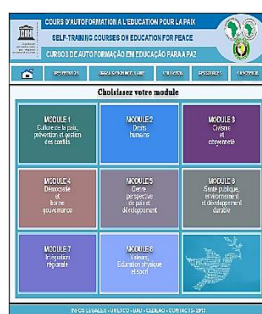 COURS D'AUTOFORMATION A L'EDUCATION POUR LA PAIX
SELF-TRAINING COURSES OF EDUCATION FOR PEACE
CURSOS DE AUTO FORMAÇÃO EM EDUCAÇÃO PARA A PAZ
Choisissez votre module
MODULE 1
Culture de la paix,
prévention et gestion
des conflits
MODULE 2
Droits
humains
MODULE 3
Civisme
et
citoyenneté
MODULE 4
Démocratie
et
bonne
gouvernance
MODULE 5
Genre
perspective
de paix et
développement
MODULE 6
Santé publique,
environnement
et développement
durable
MODULE 7
Intégration
régionale
MODULE 8
Valeurs,
Education physique
et sport